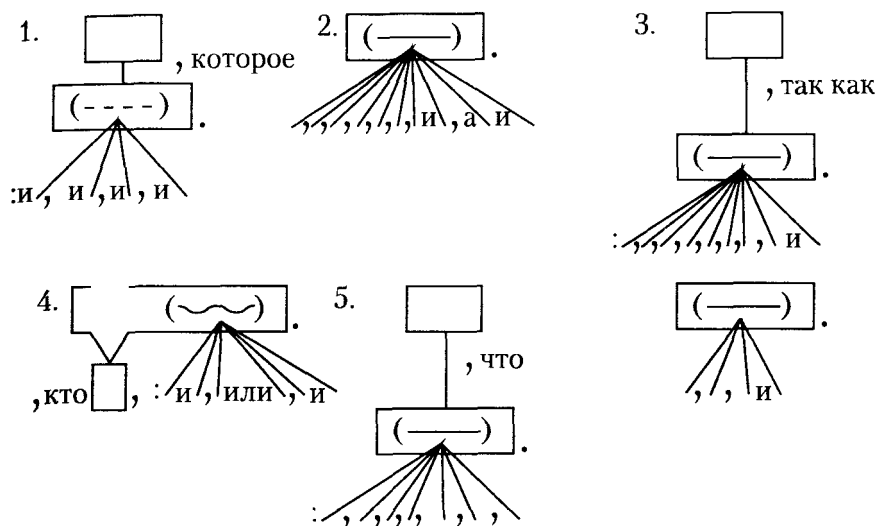 1.
, которое
( - - - - ) .
:и, и ,и , и
2.
( —— ) .
, , , , , , и , а и
3.
, так как
( —— ) .
: , , , , , , , , и
( —— ) .
, , и
4.
( ) .
, кто , : и , или , и
5.
, что
( —— ) .
: , , , , , , ,